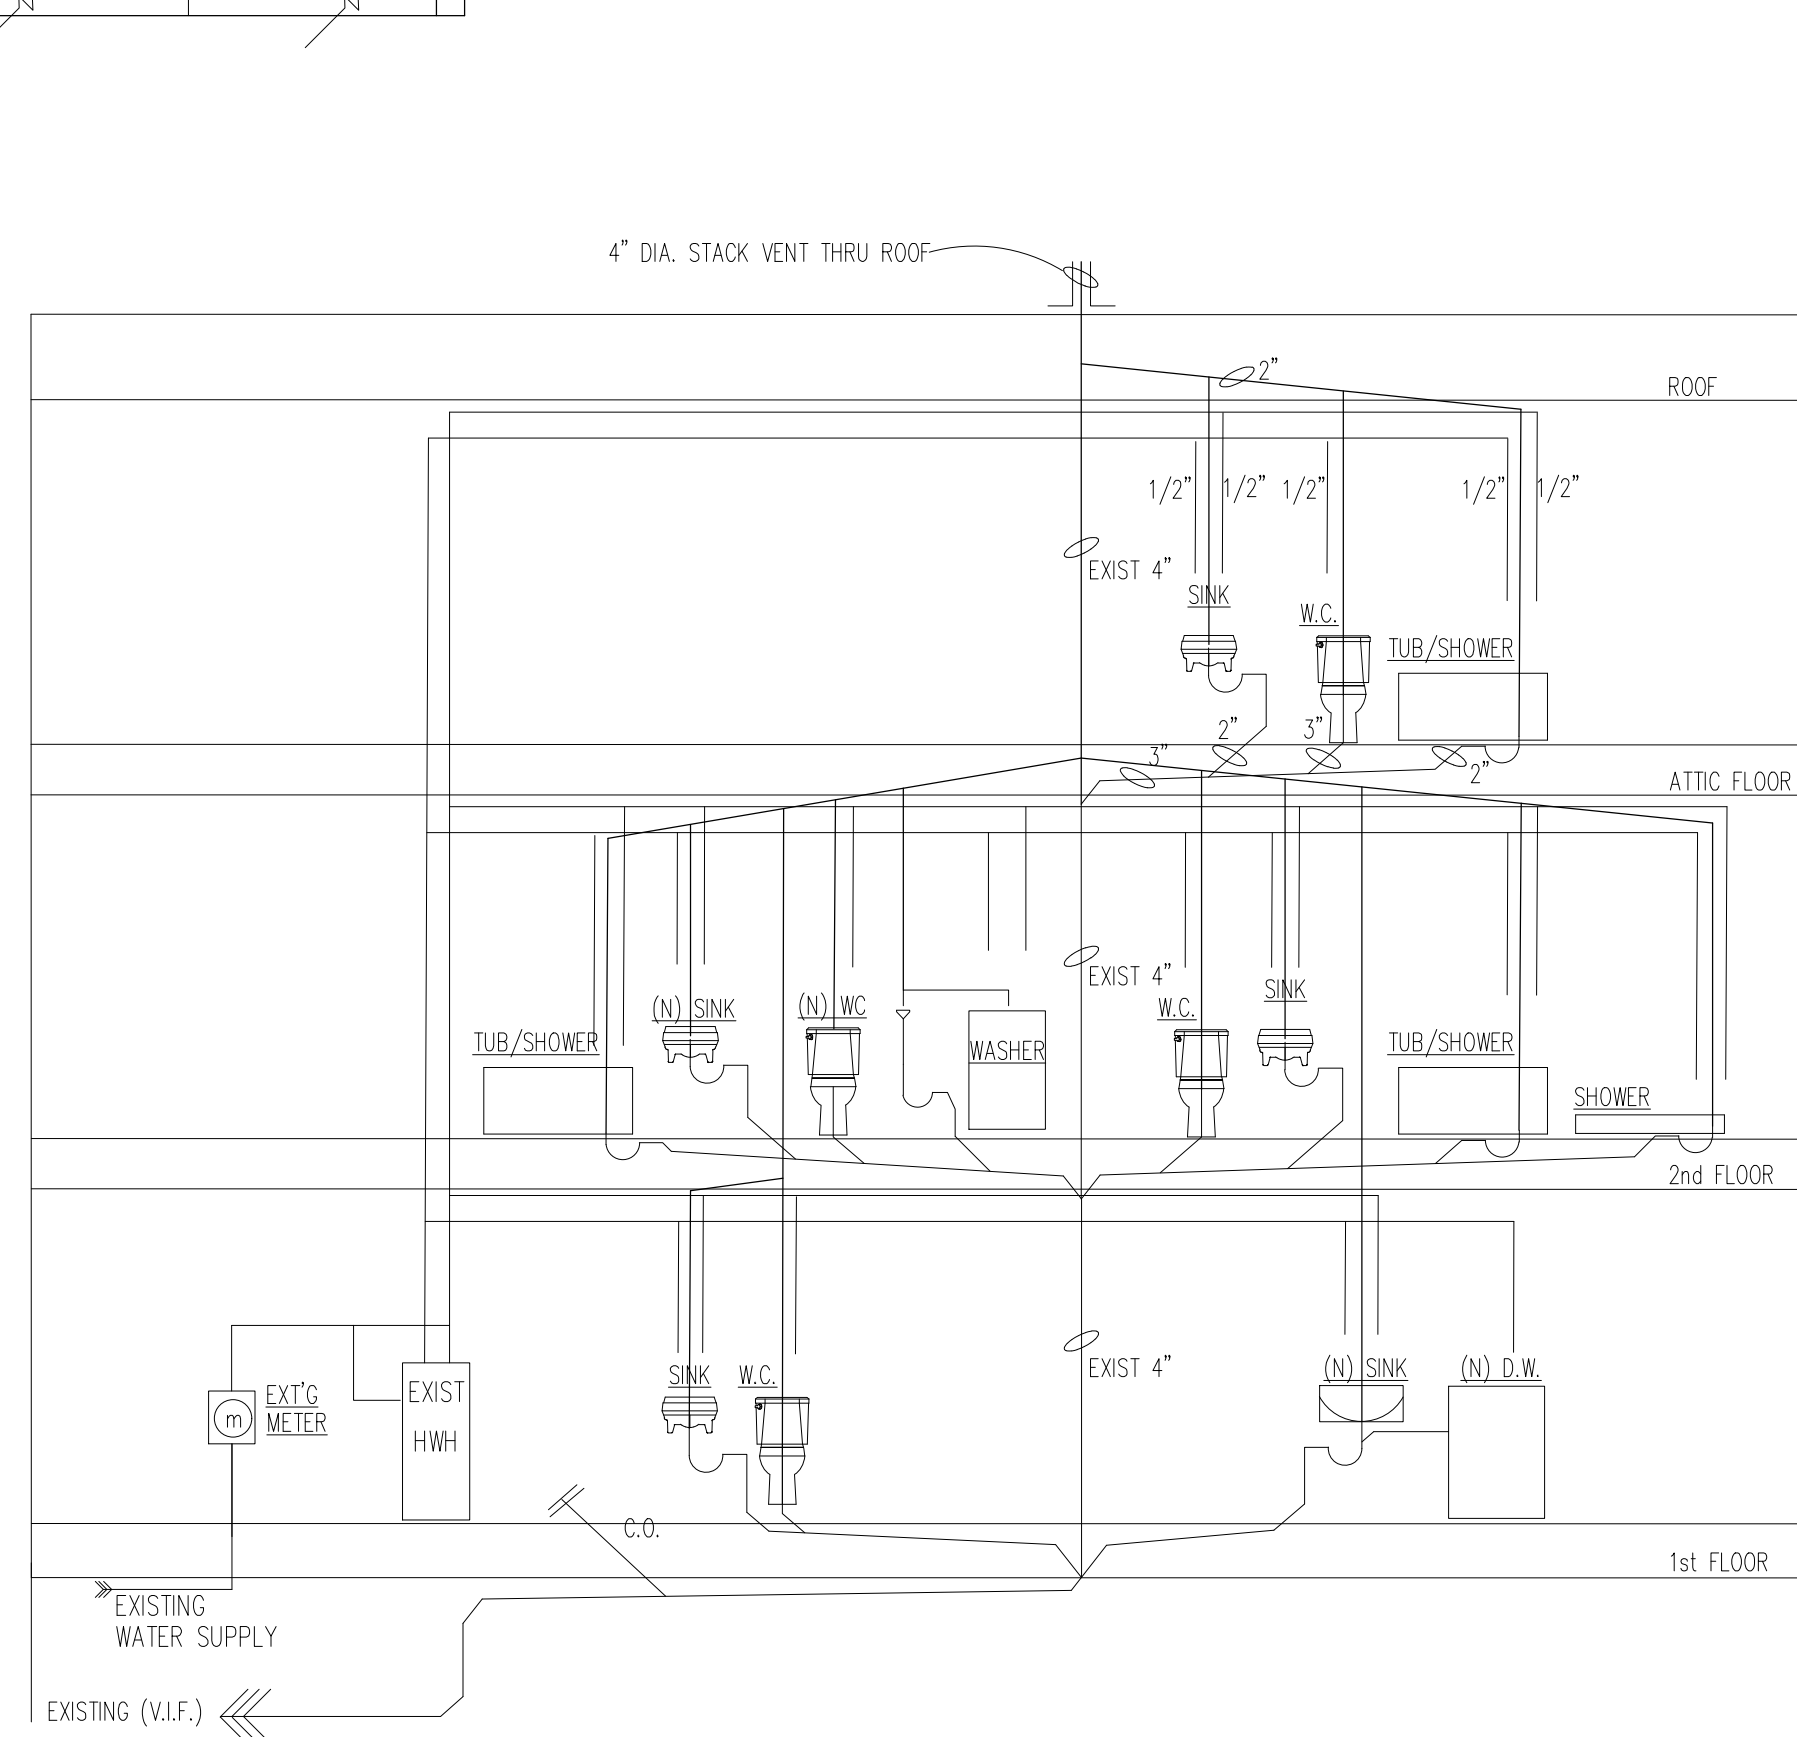 4" DIA. STACK VENT THRU ROOF
2"
ROOF
1/2" 1/2" 1/2" 1/2" 1/2"
EXIST 4"
SINK
W.C.
TUB/SHOWER
2" 3"
3" 2"
ATTIC FLOOR
EXIST 4"
SINK
(N) SINK (N) WC W.C.
TUB/SHOWER WASHER TUB/SHOWER
SHOWER
2nd FLOOR
EXIST 4"
SINK W.C. (N) SINK (N) D.W.
EXT'G
METER
m
EXIST
HWH
C.O.
1st FLOOR
EXISTING
WATER SUPPLY
EXISTING (V.I.F.)